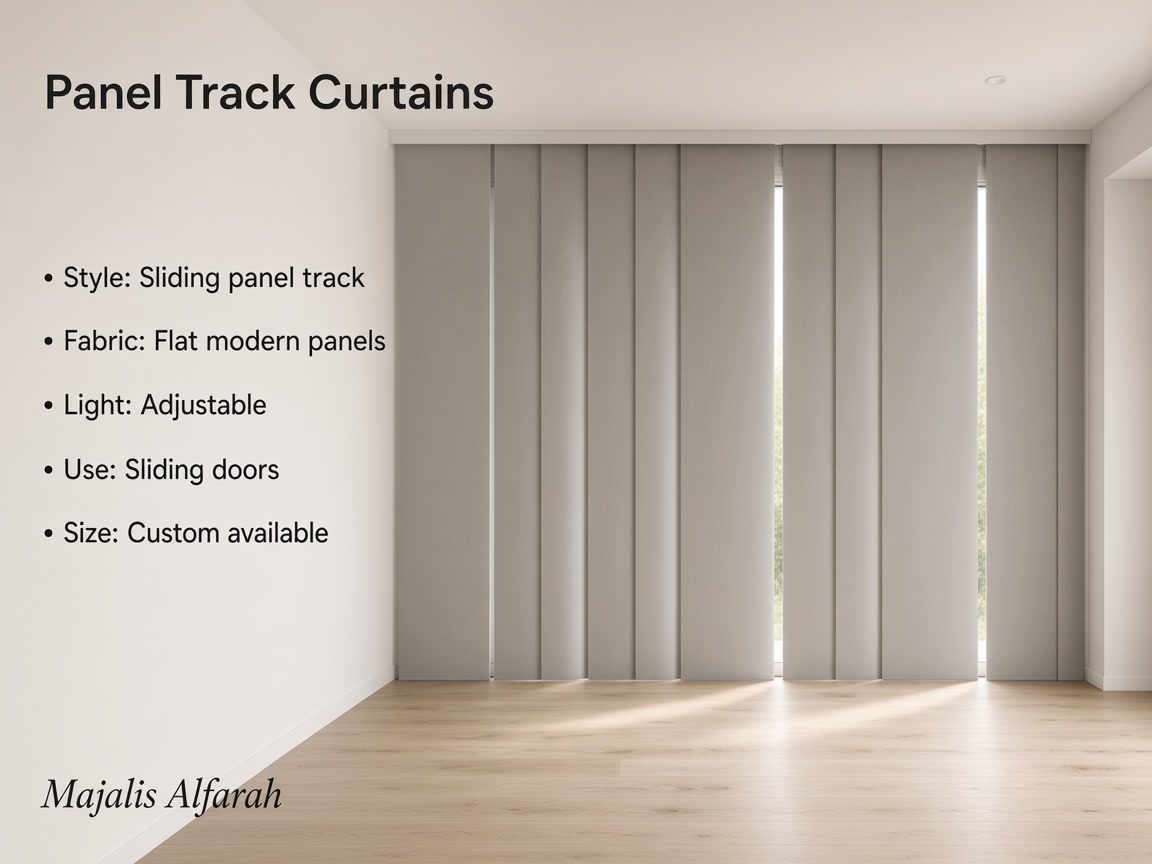 Panel Track Curtains
• Style: Sliding panel track
• Fabric: Flat modern panels
• Light: Adjustable
• Use: Sliding doors
• Size: Custom available
Majalis Alfarah